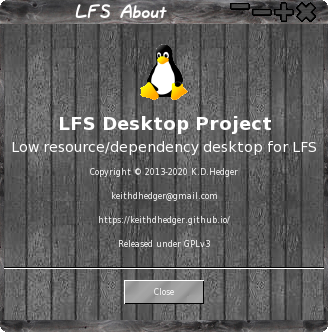 LFS About
LFS Desktop Project
Low resource/dependency desktop for LFS
Copyright © 2013-2020 K.D.Hedger
keithdhedger@gmail.com
https://keithdhedger.github.io/
Released under GPLv3
Close